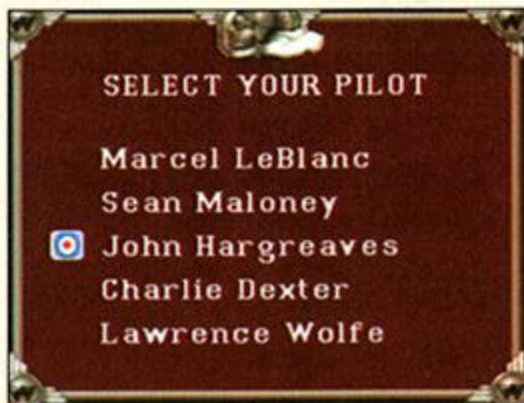 SELECT YOUR PILOT
Marcel LeBlanc
Sean Maloney
John Hargreaves
Charlie Dexter
Lawrence Wolfe